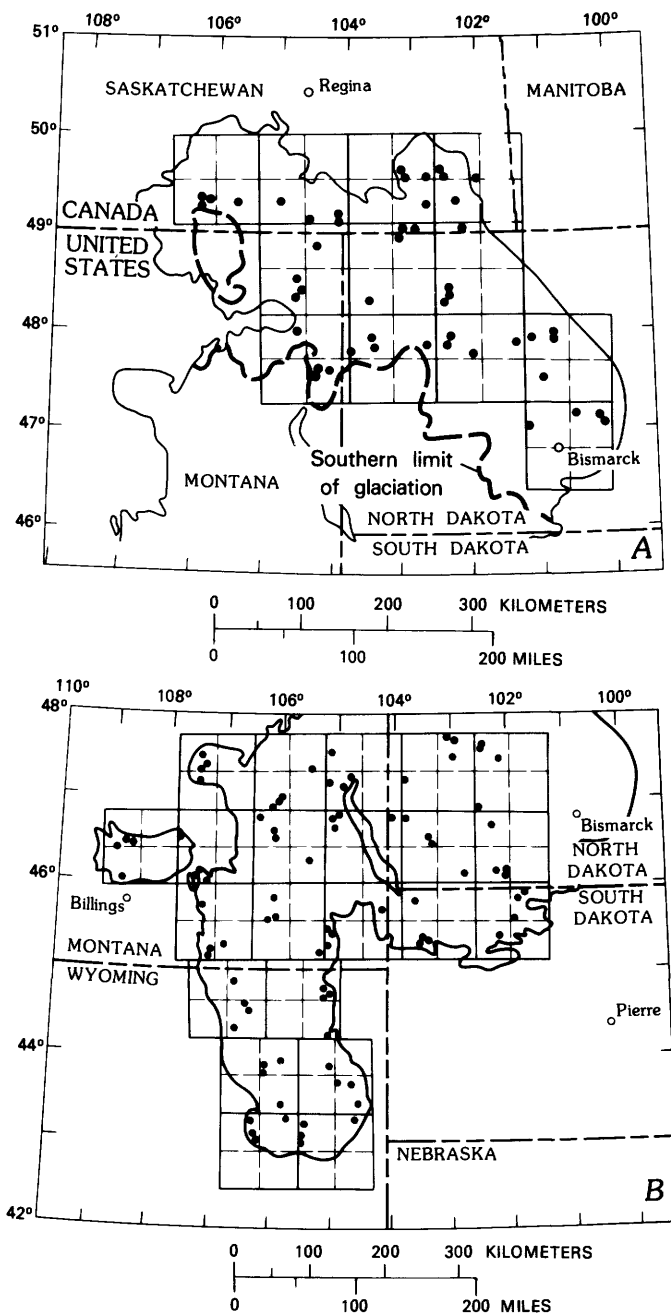 108° 106° 104° 102° 100°
51°
SASKATCHEWAN Regina MANITOBA
50°
CANADA
49°
UNITED
STATES
48°
47°
Southern limit
of glaciation
MONTANA
Bismarck
46°
NORTH DAKOTA
SOUTH DAKOTA
A
0 100 200 300 KILOMETERS
0 100 200 MILES
110° 108° 106° 104° 102° 100°
48°
Bismarck
NORTH
DAKOTA
46°
SOUTH
DAKOTA
Billings
MONTANA
WYOMING
Pierre
44°
NEBRASKA
B
42°
0 100 200 300 KILOMETERS
0 100 200 MILES